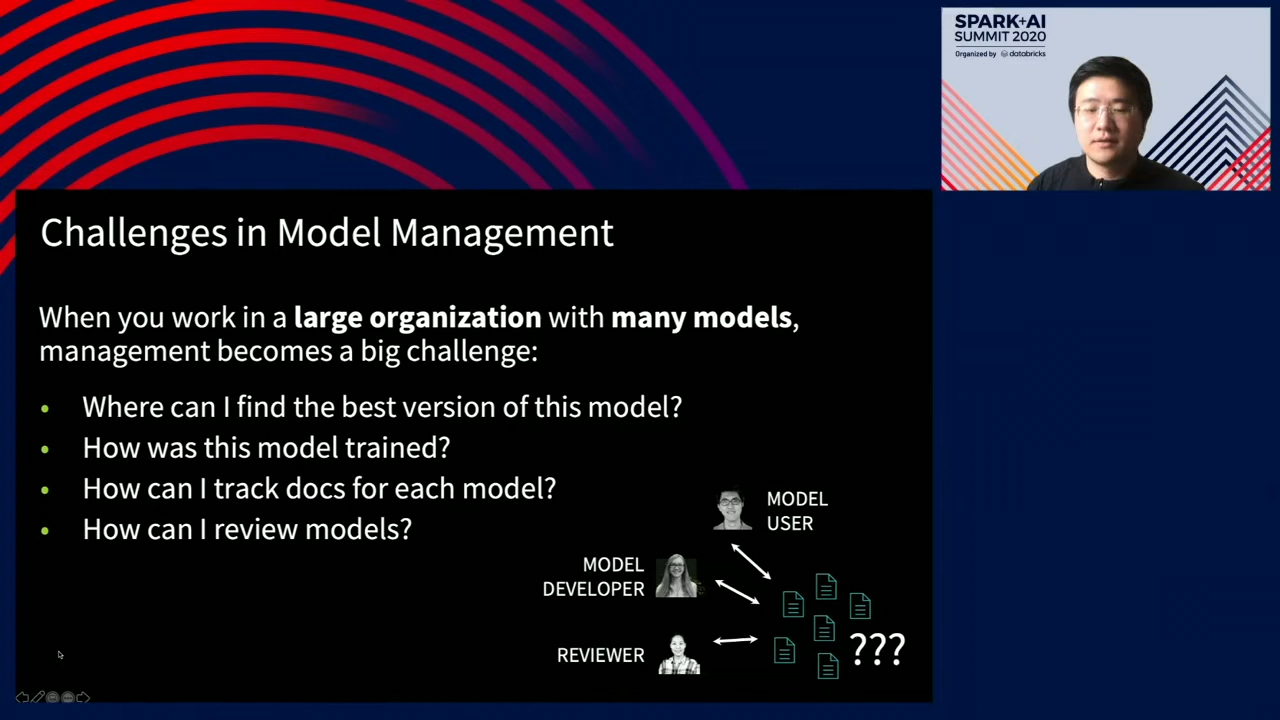 SPARK+AI
SUMMIT 2020
Organized by databricks
Challenges in Model Management
When you work in a large organization with many models,
management becomes a big challenge:
• Where can I find the best version of this model?
• How was this model trained?
• How can I track docs for each model?
• How can I review models?
MODEL
USER
MODEL
DEVELOPER
REVIEWER
???